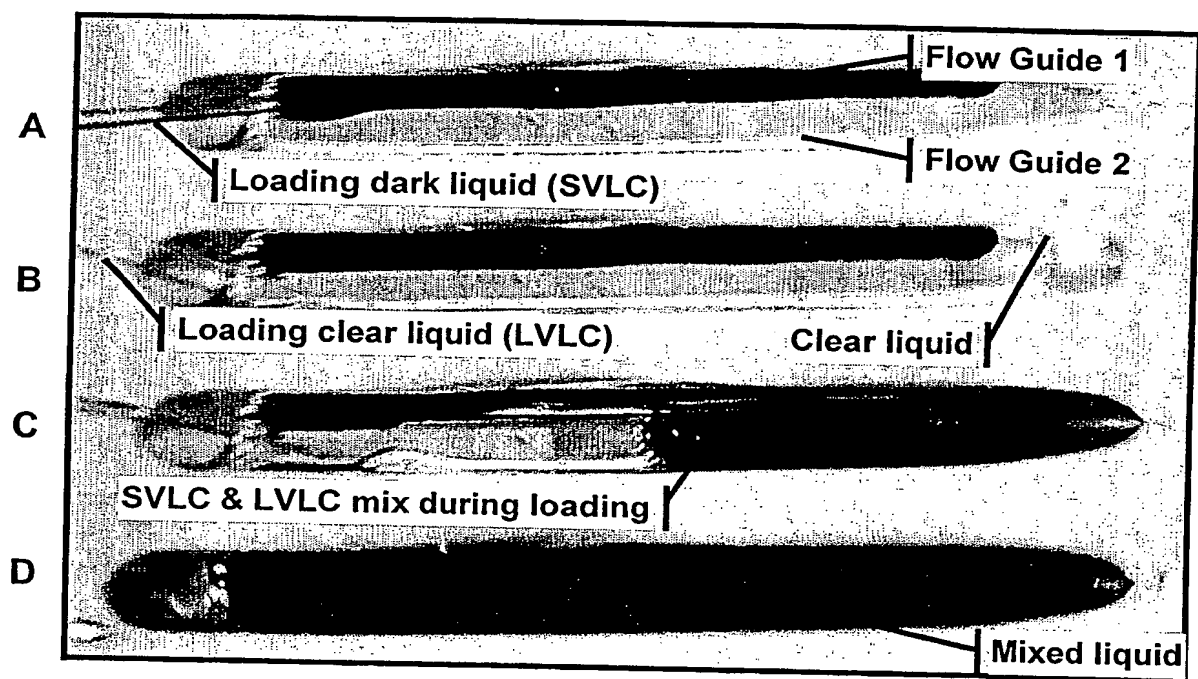 Flow Guide 1
A
Flow Guide 2
Loading dark liquid (SVLC)
B
Loading clear liquid (LVLC)
Clear liquid
C
SVLC & LVLC mix during loading
D
Mixed liquid